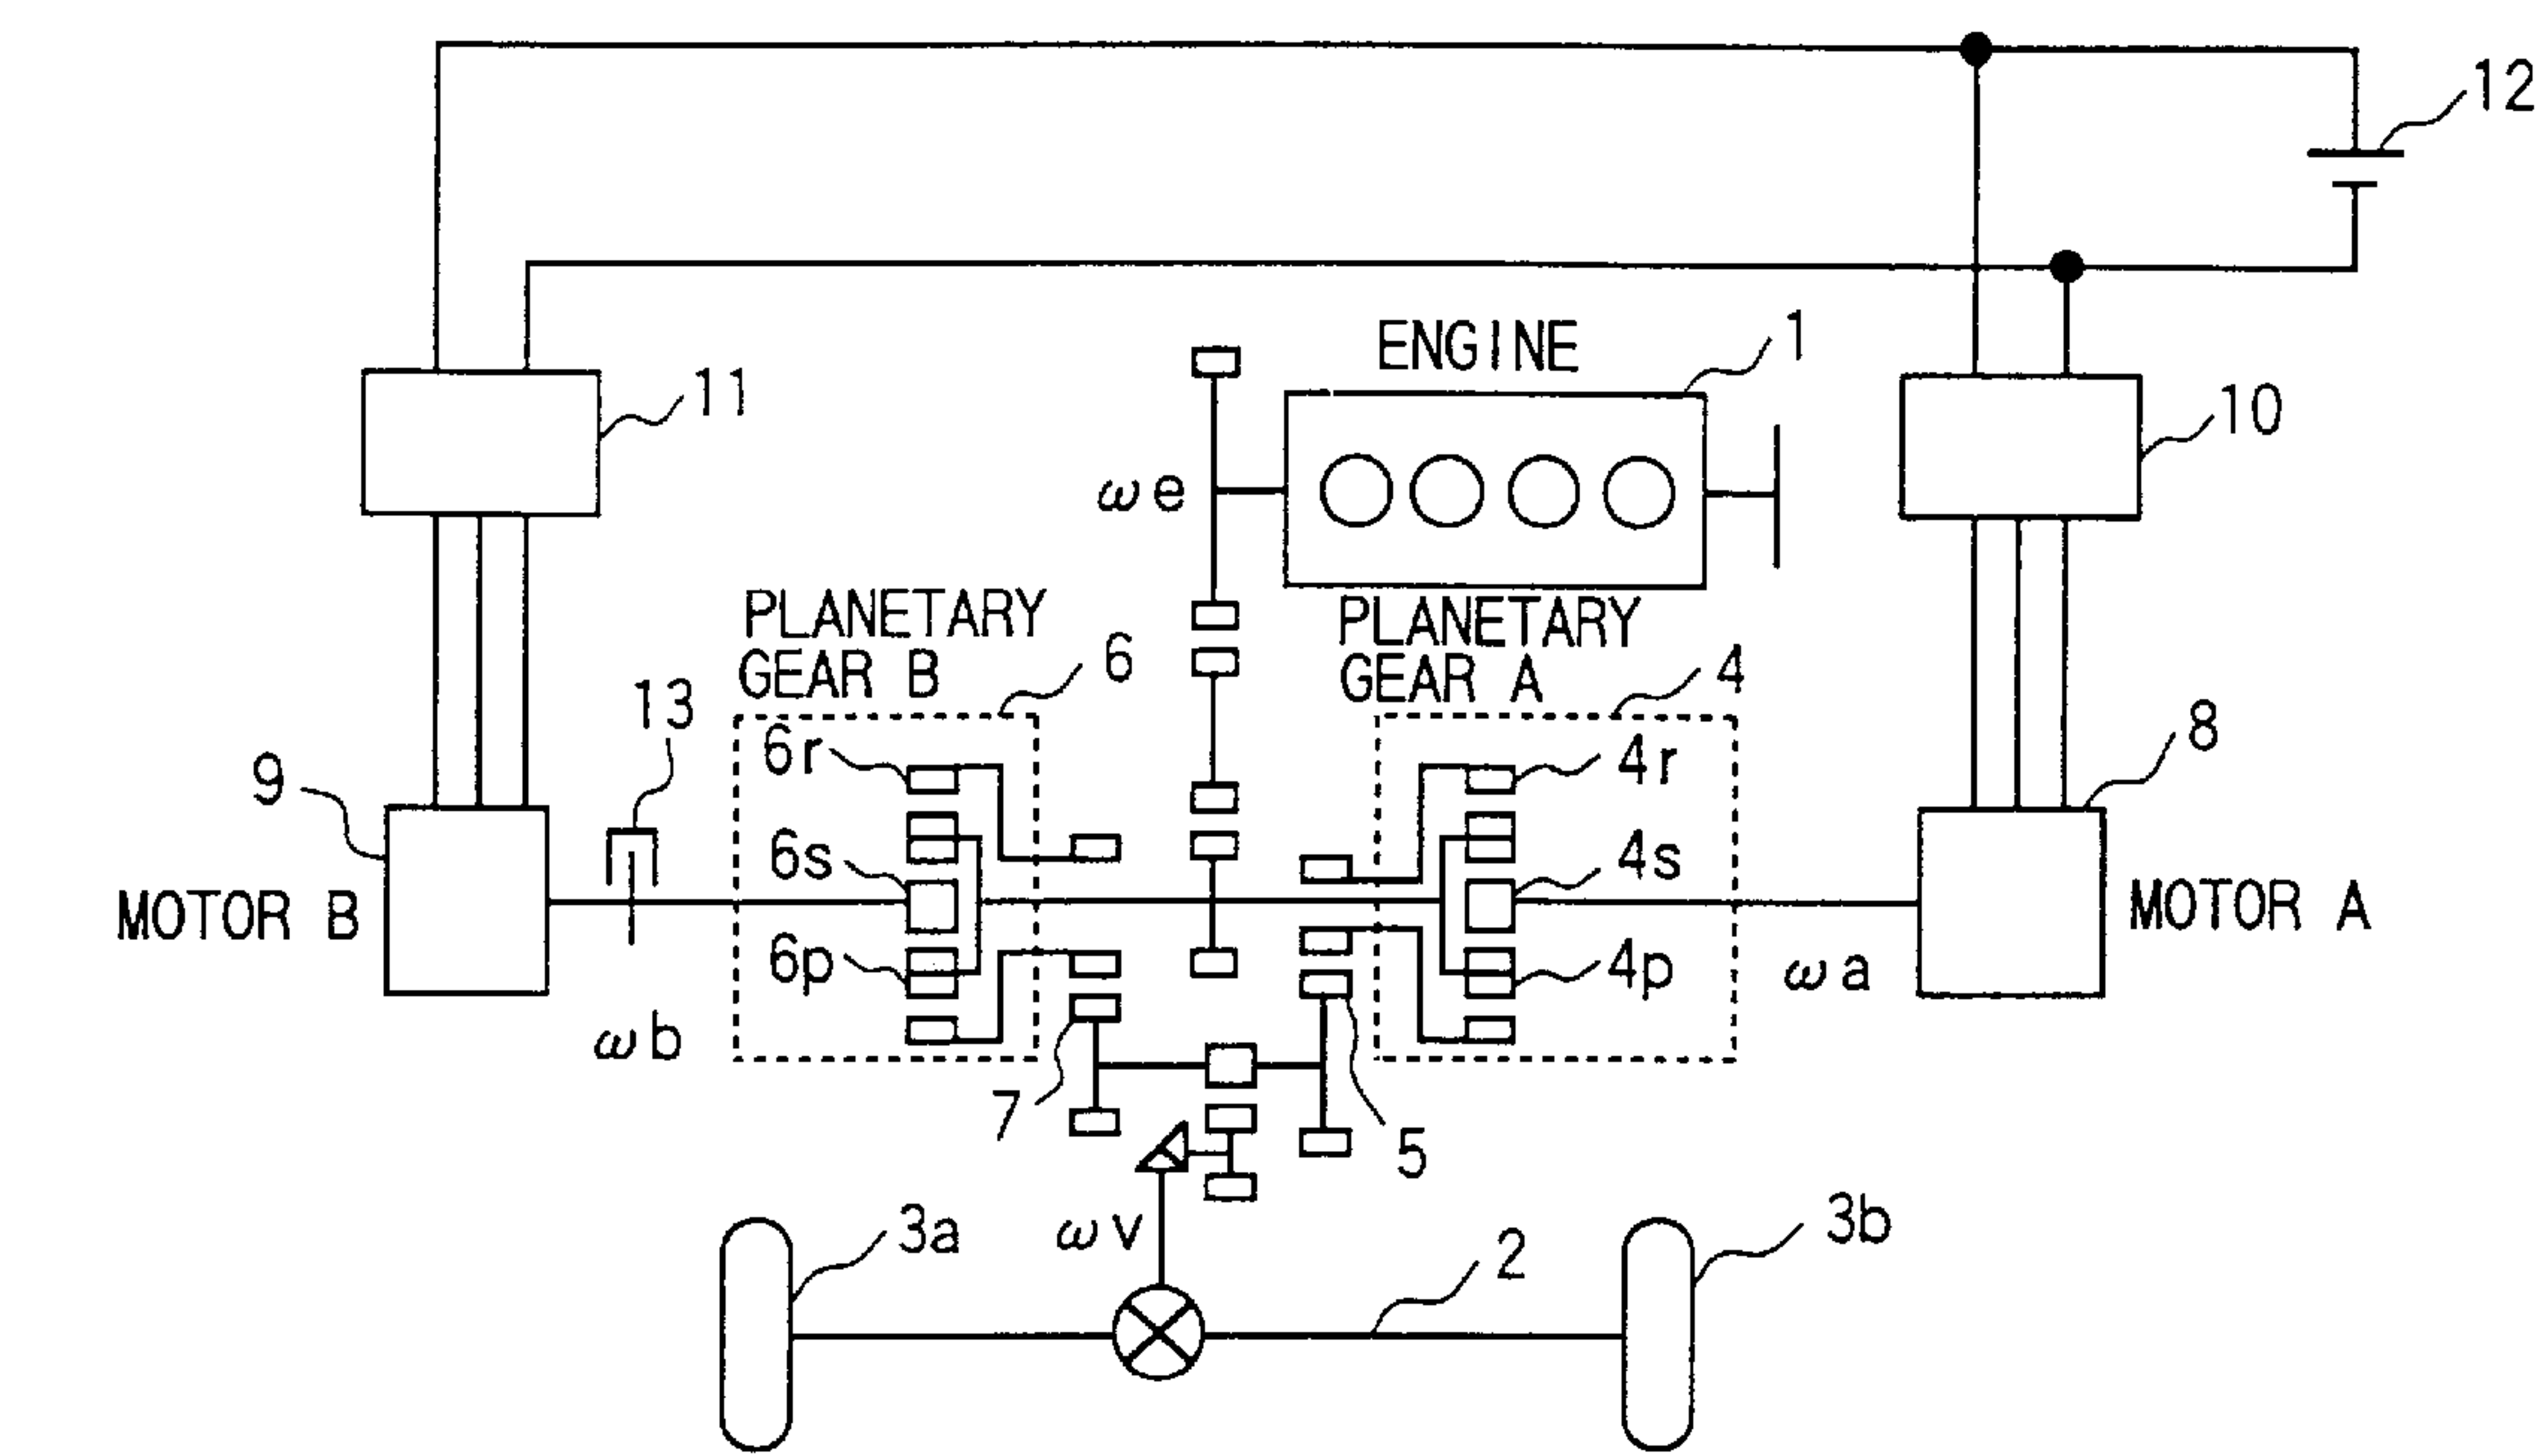 12
ENGINE
1
11
10
ωe
PLANETARY
GEAR B
6
PLANETARY
GEAR A
4
13
8
6r
4r
9
6s
4s
MOTOR B
MOTOR A
6p
4p
ωa
ωb
7
5
ωv
3a
3b
2